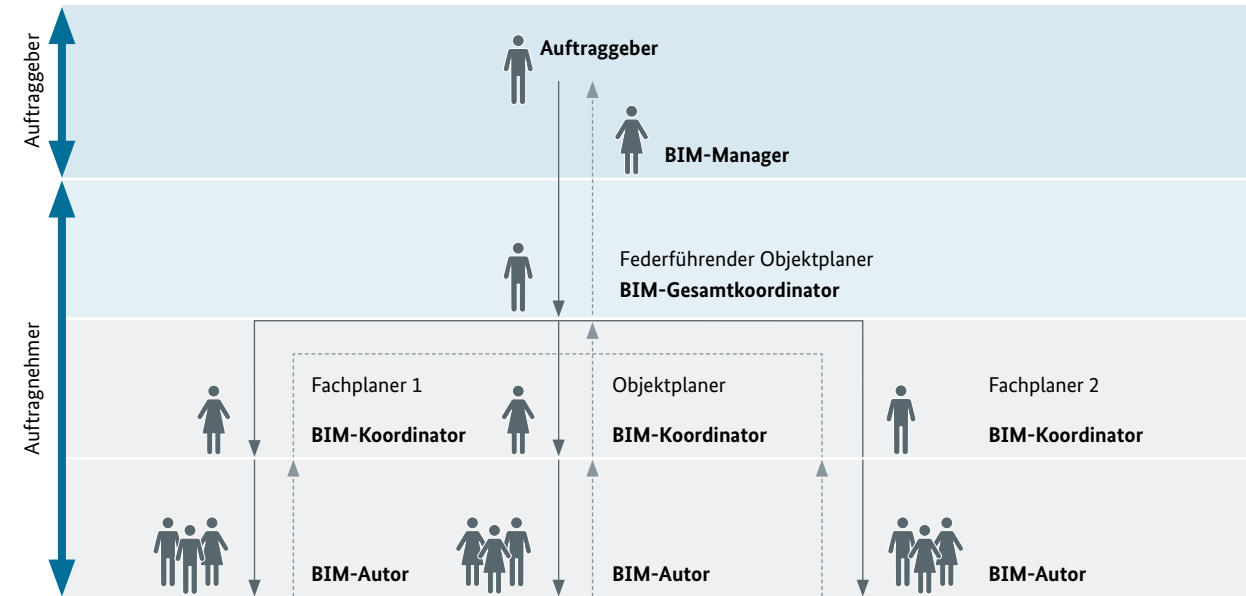 Auftraggeber
Auftraggeber
BIM-Manager
Auftragnehmer
Federführender Objektplaner
BIM-Gesamtkoordinator
Fachplaner 1
Objektplaner
Fachplaner 2
BIM-Koordinator
BIM-Koordinator
BIM-Koordinator
BIM-Autor
BIM-Autor
BIM-Autor